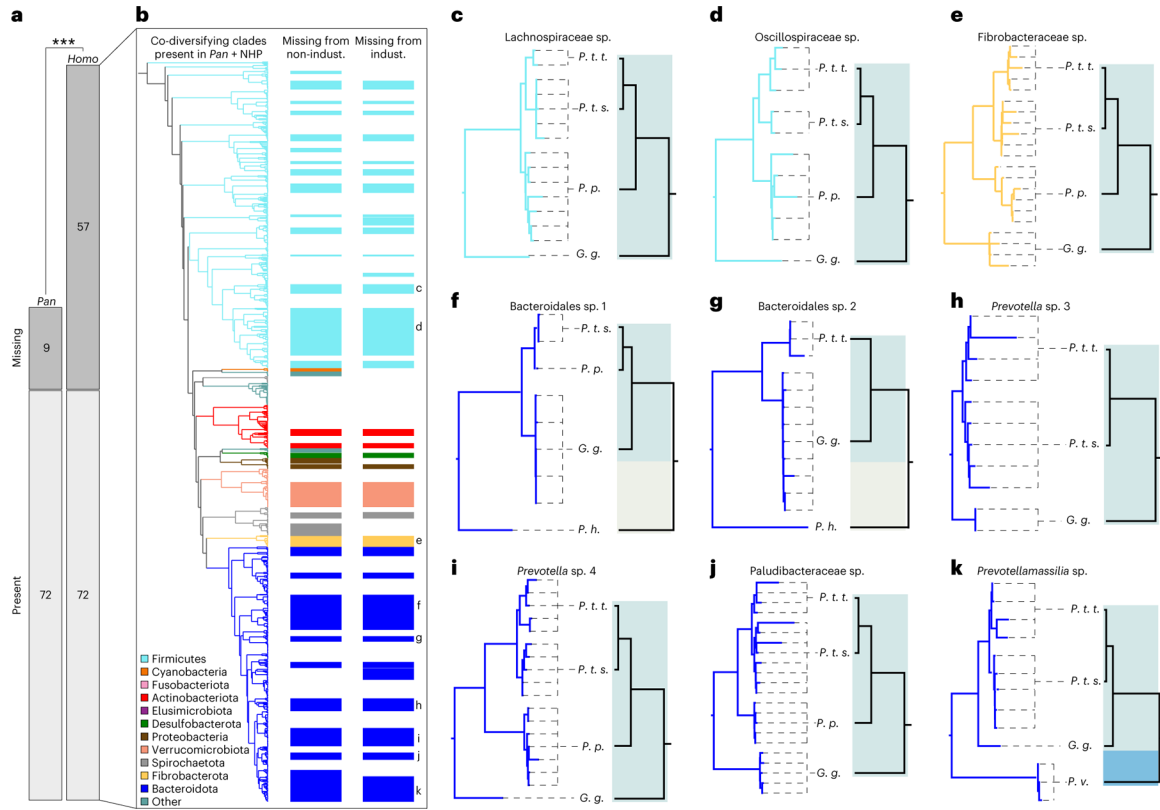 a
***
Homo
57
Pan
9
Missing
72
72
Present
b
Co-diversifying clades
present in Pan + NHP
Missing from
non-indust.
Missing from
indust.
c
d
e
f
g
h
i
j
k
Firmicutes
Cyanobacteria
Fusobacteriota
Actinobacteriota
Elusimicrobiota
Desulfobacterota
Proteobacteria
Verrucomicrobiota
Spirochaetota
Fibrobacterota
Bacteroidota
Other
c
Lachnospiraceae sp.
P. t. t.
P. t. s.
P. p.
G. g.
d
Oscillospiraceae sp.
P. t. t.
P. t. s.
P. p.
G. g.
e
Fibrobacteraceae sp.
P. t. t.
P. t. s.
P. p.
G. g.
f
Bacteroidales sp. 1
P. t. s.
P. p.
G. g.
P. h.
g
Bacteroidales sp. 2
P. t. t.
G. g.
P. h.
h
Prevotella sp. 3
P. t. t.
P. t. s.
G. g.
i
Prevotella sp. 4
P. t. t.
P. t. s.
P. p.
G. g.
j
Paludibacteraceae sp.
P. t. t.
P. t. s.
P. p.
G. g.
k
Prevotellamassilia sp.
P. t. t.
P. t. s.
G. g.
P. v.